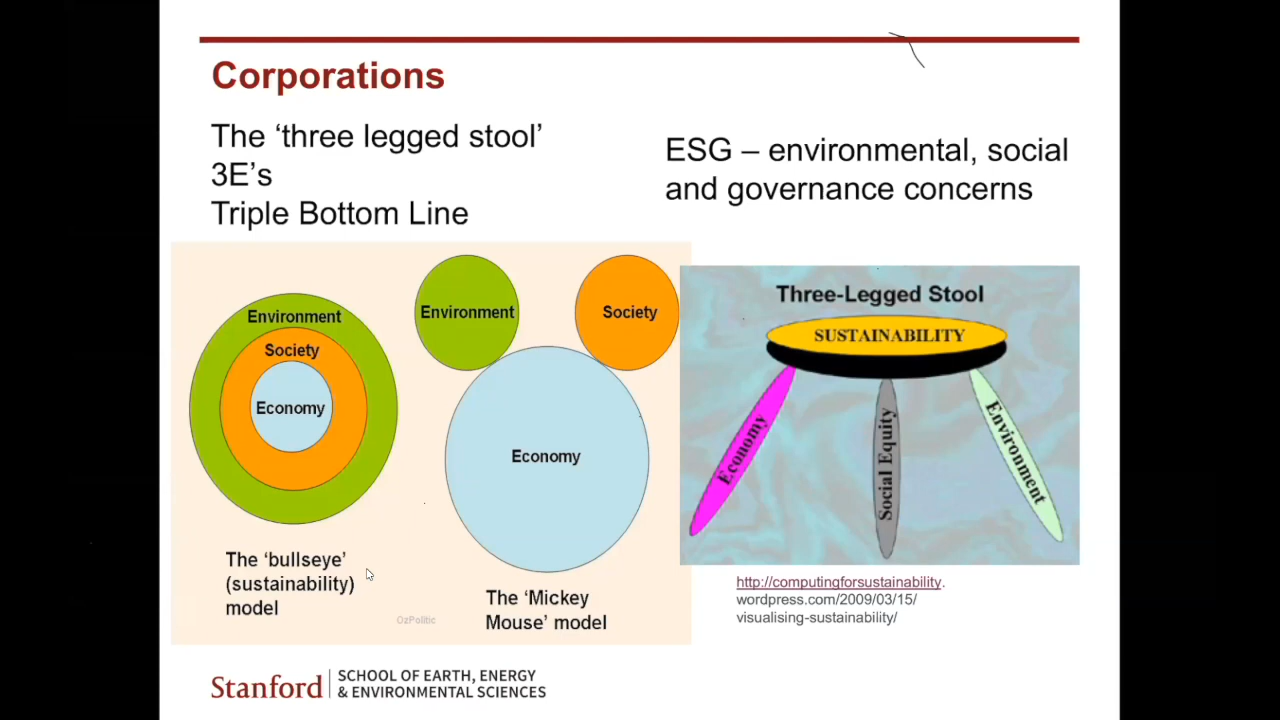 Corporations
The ‘three legged stool’
3E’s
Triple Bottom Line
ESG – environmental, social
and governance concerns
Environment
Society
Economy
The ‘bullseye’
(sustainability)
model
Environment
Society
Economy
The ‘Mickey
Mouse’ model
OzPolitic
Three-Legged Stool
SUSTAINABILITY
Economy
Social Equity
Environment
http://computingforsustainability.
wordpress.com/2009/03/15/
visualising-sustainability/
Stanford
SCHOOL OF EARTH, ENERGY
& ENVIRONMENTAL SCIENCES